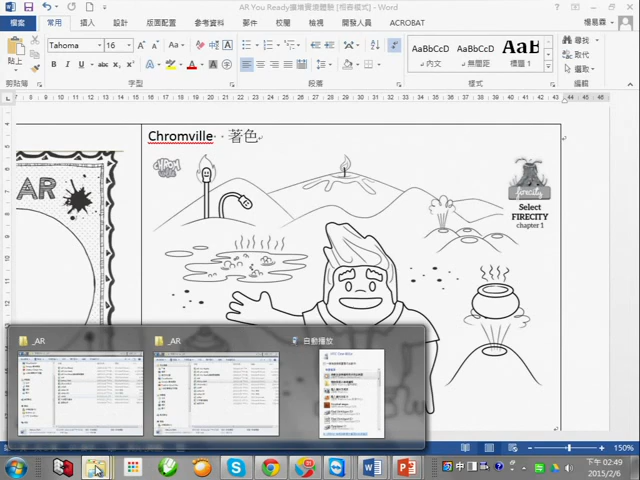 AR You Ready擴增實境體驗 [相容模式] - Word
檔案 常用 插入 設計 版面配置 參考資料 郵件 校閱 檢視 開發人員 ACROBAT
楊易霖
貼上
Tahoma 16
AaBbCcD AaBbCcD AaB
內文 無間距 標題 1
尋找
取代
選取
剪貼簿 字型 段落 樣式 編輯
Chromville 著色
CHROM
VILLE
AR
firecity
Select
FIRECITY
chapter 1
_AR _AR 自動播放
150%
下午 02:49
2015/2/6